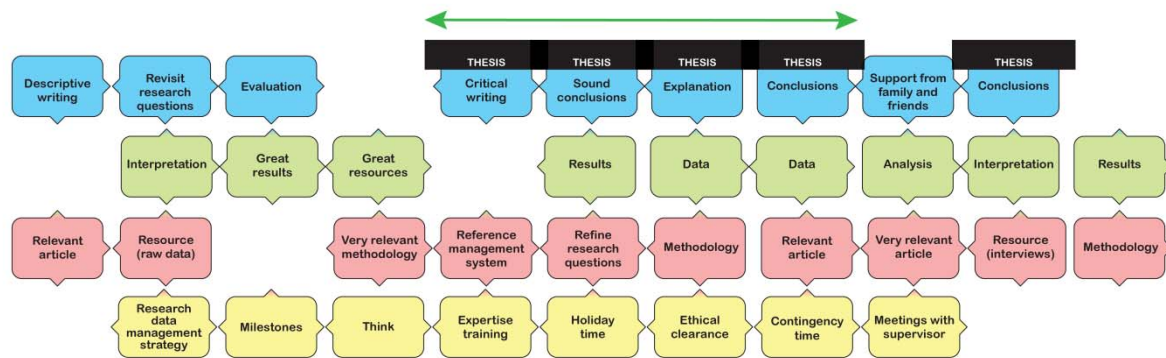 THESIS THESIS THESIS THESIS THESIS
Descriptive
writing
Revisit
research
questions
Evaluation
Critical
writing
Sound
conclusions
Explanation
Conclusions
Support from
family and
friends
Conclusions
Interpretation
Great
results
Great
resources
Results
Data
Data
Analysis
Interpretation
Results
Relevant
article
Resource
(raw data)
Very relevant
methodology
Reference
management
system
Refine
research
questions
Methodology
Relevant
article
Very relevant
article
Resource
(interviews)
Methodology
Research
data
management
strategy
Milestones
Think
Expertise
training
Holiday
time
Ethical
clearance
Contingency
time
Meetings with
supervisor